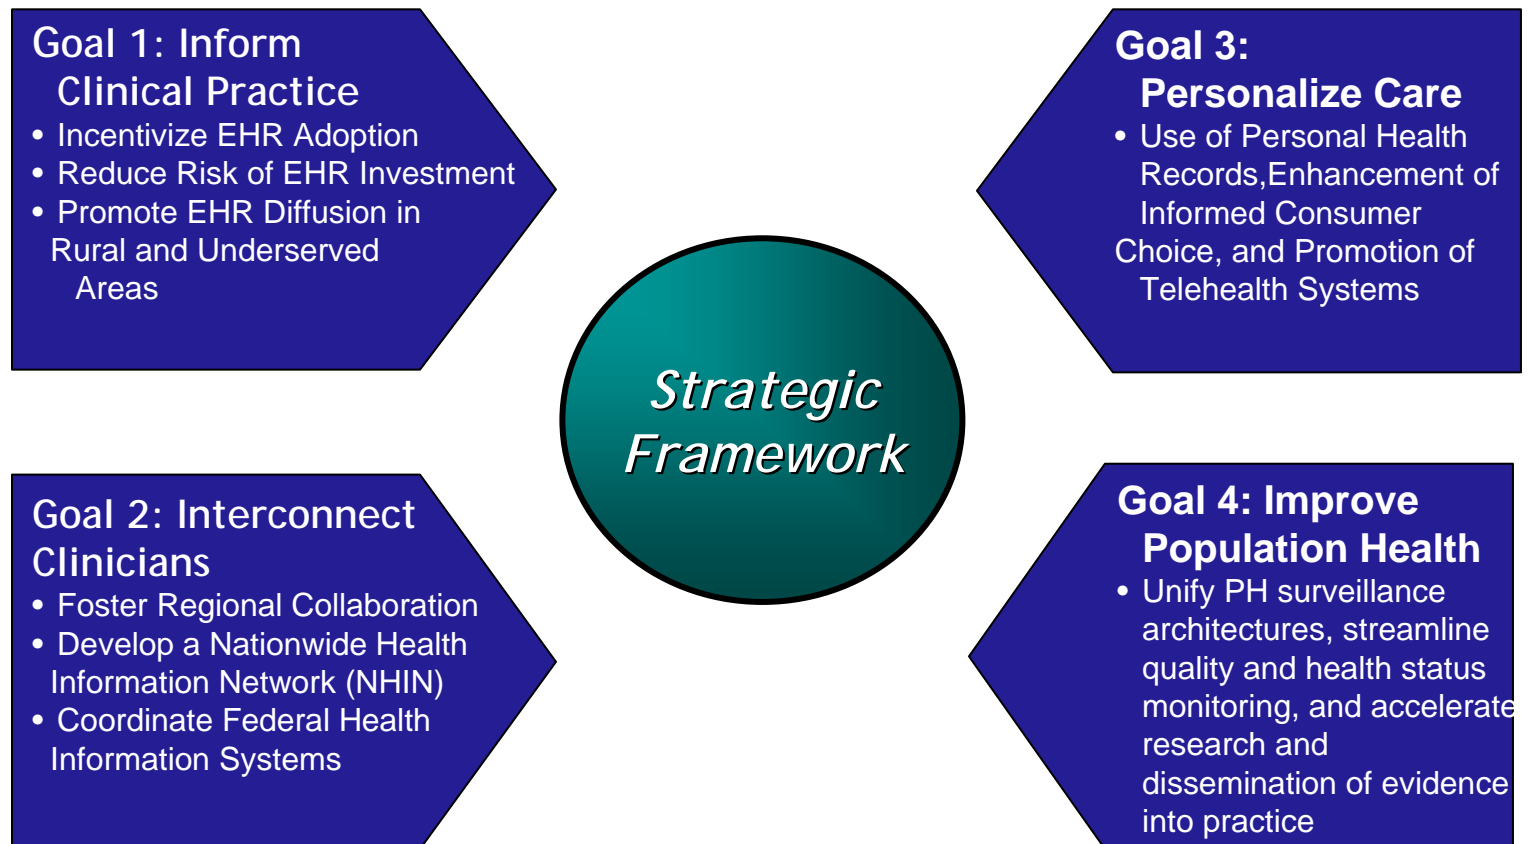 Goal 1: Inform
Clinical Practice
• Incentivize EHR Adoption
• Reduce Risk of EHR Investment
• Promote EHR Diffusion in
Rural and Underserved
Areas
Goal 2: Interconnect
Clinicians
• Foster Regional Collaboration
• Develop a Nationwide Health
Information Network (NHIN)
• Coordinate Federal Health
Information Systems
Strategic
Framework
Goal 3:
Personalize Care
• Use of Personal Health
Records,Enhancement of
Informed Consumer
Choice, and Promotion of
Telehealth Systems
Goal 4: Improve
Population Health
• Unify PH surveillance
architectures, streamline
quality and health status
monitoring, and accelerate
research and
dissemination of evidence
into practice